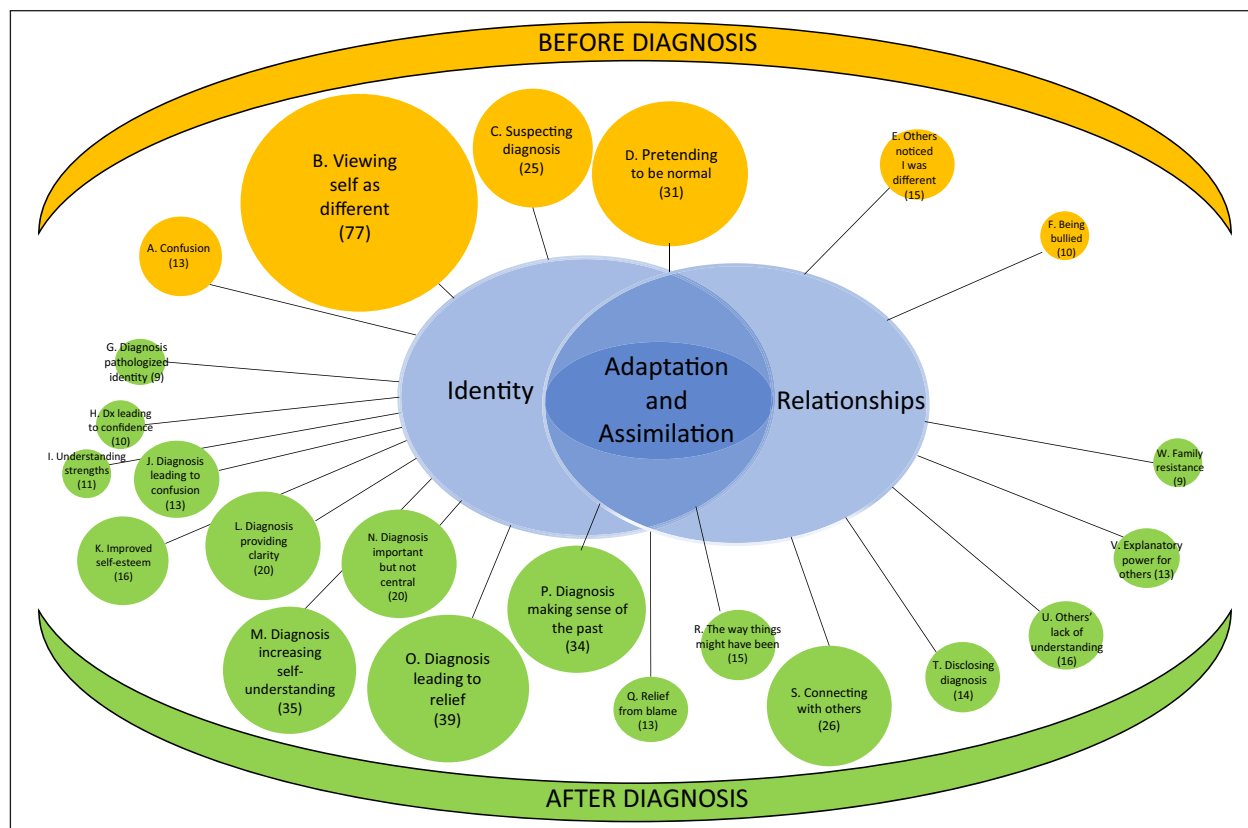 BEFORE DIAGNOSIS
B. Viewing
self as
different
(77)
C. Suspecting
diagnosis
(25)
D. Pretending
to be normal
(31)
E. Others
noticed
I was
different
(15)
A. Confusion
(13)
F. Being
bullied
(10)
Identity
Adaptation
and
Assimilation
Relationships
G. Diagnosis
pathologized
identity (9)
H. Dx leading
to confidence
(10)
I. Understanding
strengths
(11)
J. Diagnosis
leading to
confusion
(13)
K. Improved
self-esteem
(16)
L. Diagnosis
providing
clarity
(20)
M. Diagnosis
increasing
self-
understanding
(35)
N. Diagnosis
important
but not
central
(20)
O. Diagnosis
leading to
relief
(39)
P. Diagnosis
making sense
of the past
(34)
Q. Relief
from blame
(13)
R. The way things
might have been
(15)
S. Connecting
with others
(26)
T. Disclosing
diagnosis
(14)
U. Others’
lack of
understanding
(16)
V. Explanatory
power for
others (13)
W. Family
resistance
(9)
AFTER DIAGNOSIS